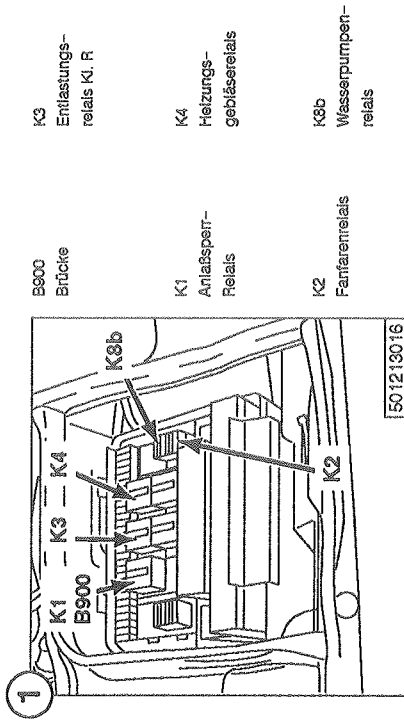 1
K1
K3
K4
B900
K8b
K2
501213016
B900
Brücke
K1
Anlaßsperr–
Relais
K2
Fanfarenrelais
K3
Entlastungs–
relais Kl. R
K4
Heizungs–
gebläserelais
K8b
Wasserpumpen–
relais